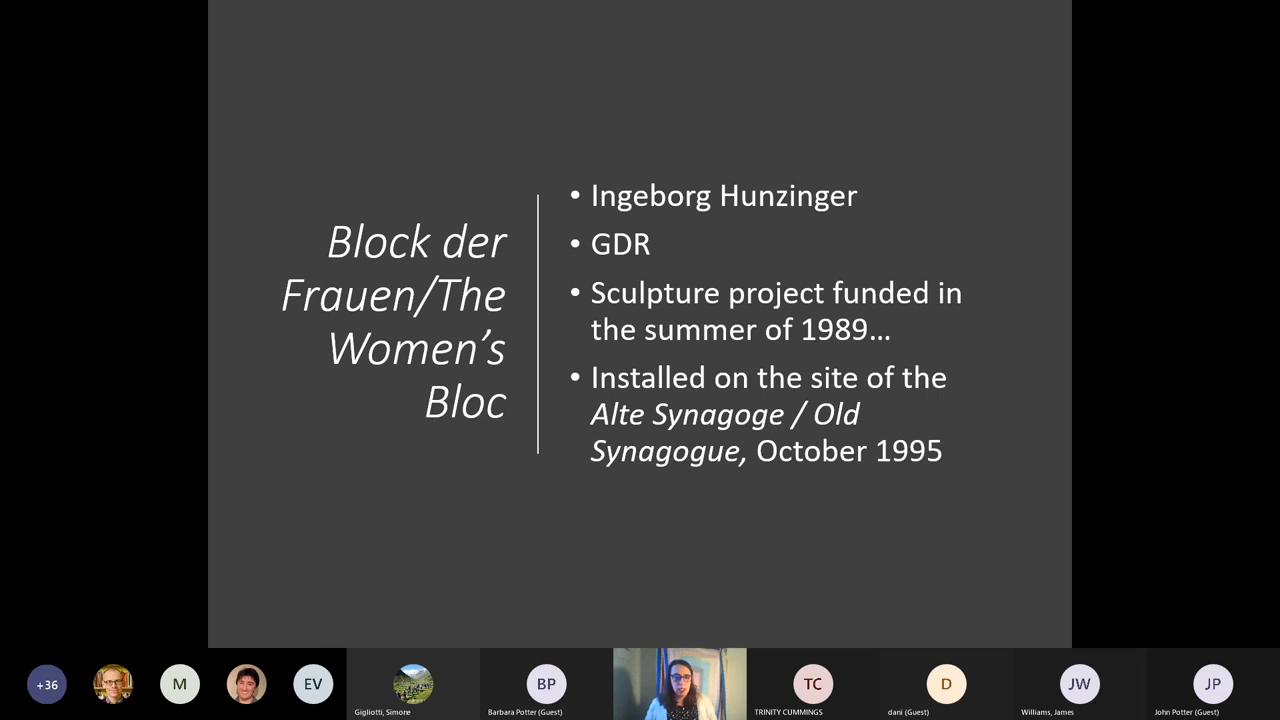 Block der
Frauen/The
Women's
Bloc
• Ingeborg Hunzinger
• GDR
• Sculpture project funded in
the summer of 1989...
• Installed on the site of the
Alte Synagoge / Old
Synagogue, October 1995
+36
M
EV
Gigliotti, Simone
BP
Barbara Potter (Guest)
TC
TRINITY CUMMINGS
D
dani (Guest)
JW
Williams, James
JP
John Potter (Guest)